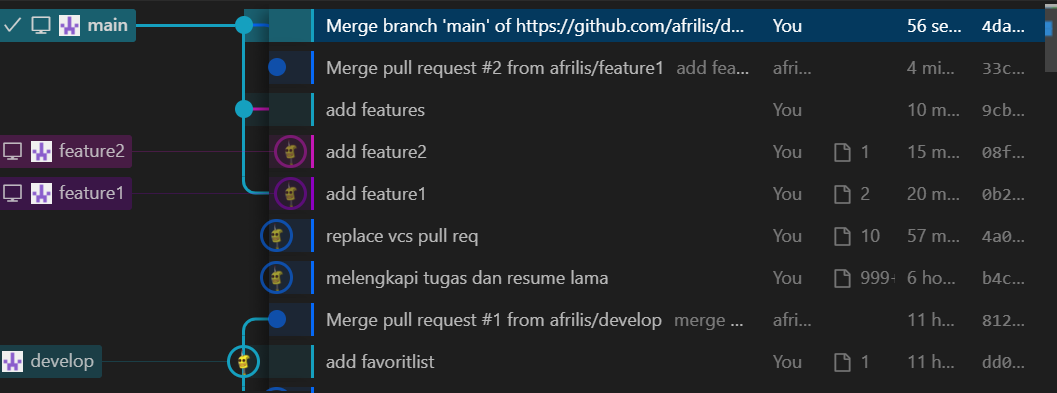 main Merge branch 'main' of https://github.com/afrilis/d... You 56 se... 4da...
Merge pull request #2 from afrilis/feature1 add fea... afri... 4 mi... 33c...
add features You 10 m... 9cb...
feature2 add feature2 You 1 15 m... 08f...
feature1 add feature1 You 2 20 m... 0b2...
replace vcs pull req You 10 57 m... 4a0...
melengkapi tugas dan resume lama You 999+ 6 ho... b4c...
Merge pull request #1 from afrilis/develop merge ... afri... 11 h... 812...
develop add favoritlist You 1 11 h... dd0...